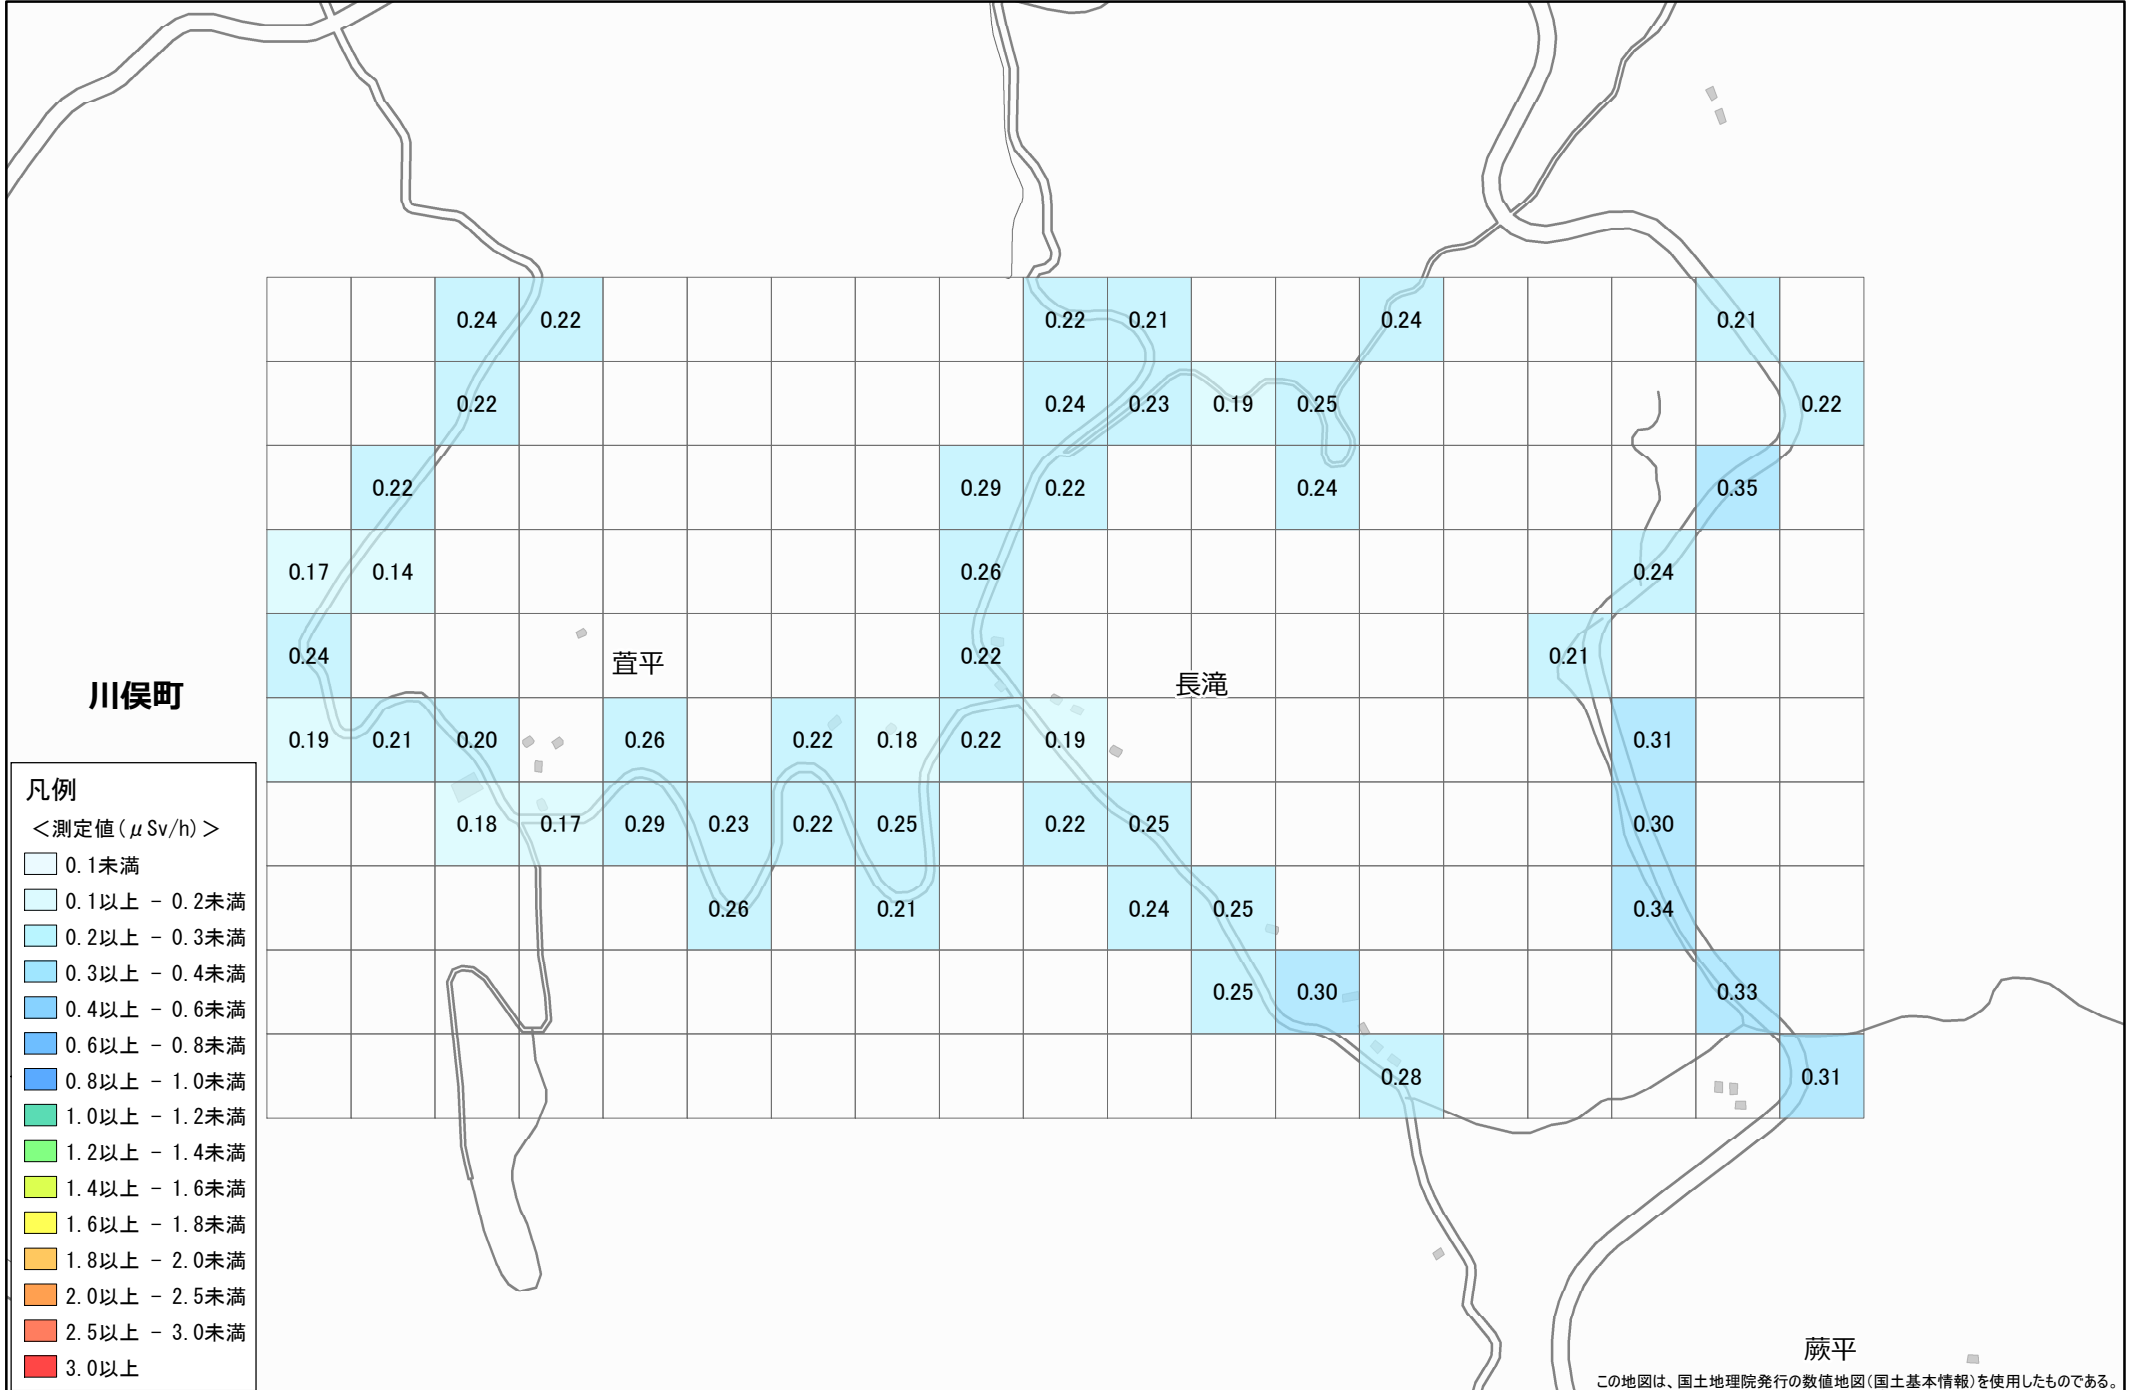 0.24 0.22 0.22 0.21 0.24 0.21
0.22 0.24 0.23 0.19 0.25 0.22
0.22 0.29 0.22 0.24 0.35
0.17 0.14 0.26 0.24
0.24 0.22 0.21
萱平
長滝
川俣町
0.19 0.21 0.20 0.26 0.22 0.18 0.22 0.19 0.31
0.18 0.17 0.29 0.23 0.22 0.25 0.22 0.25 0.30
0.26 0.21 0.24 0.25 0.34
0.25 0.30 0.33
0.28 0.31
凡例
<測定値(μSv/h)>
0.1未満
0.1以上 - 0.2未満
0.2以上 - 0.3未満
0.3以上 - 0.4未満
0.4以上 - 0.6未満
0.6以上 - 0.8未満
0.8以上 - 1.0未満
1.0以上 - 1.2未満
1.2以上 - 1.4未満
1.4以上 - 1.6未満
1.6以上 - 1.8未満
1.8以上 - 2.0未満
2.0以上 - 2.5未満
2.5以上 - 3.0未満
3.0以上
蕨平
この地図は、国土地理院発行の数値地図(国土基本情報)を使用したものである。